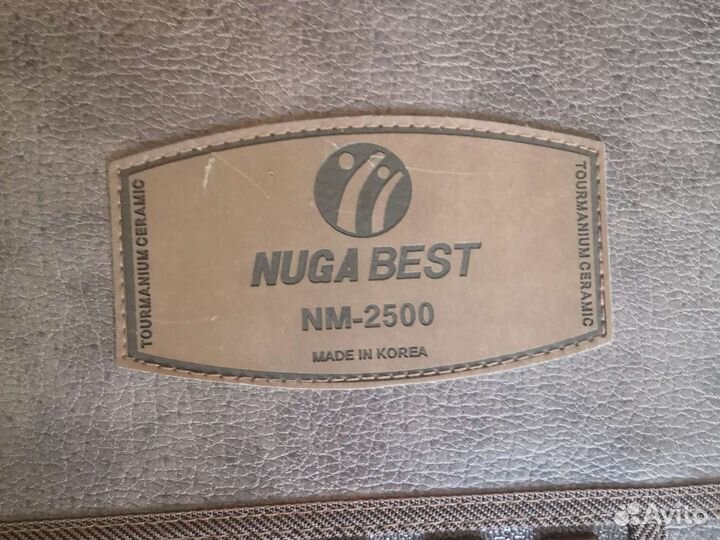 TOURMANIUM CERAMIC
NUGA BEST
NM-2500
MADE IN KOREA
TOURMANIUM CERAMIC
Avito